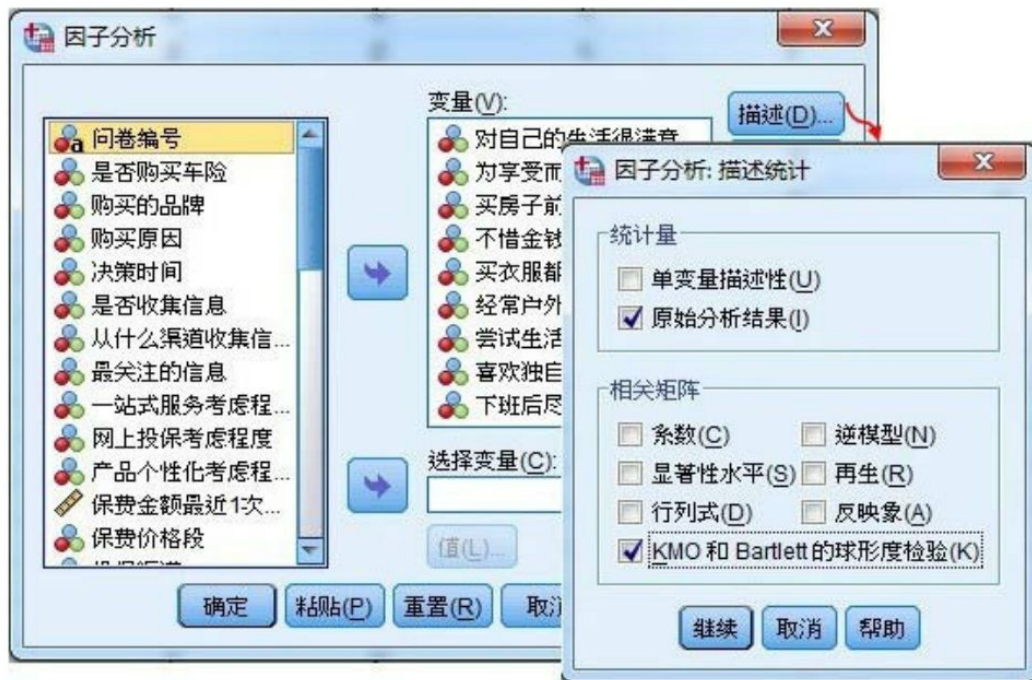 因子分析
变量(V):
描述(D)...
问卷编号
是否购买车险
购买的品牌
购买原因
决策时间
是否收集信息
从什么渠道收集信...
最关注的信息
一站式服务考虑程...
网上投保考虑程度
产品个性化考虑程...
保费金额最近1次...
保费价格段
对自己的生活很满意
为享受而
买房子前
不惜金钱
买衣服都
经常户外
尝试生活
喜欢独自
下班后尽
选择变量(C):
值(L)...
确定
粘贴(P)
重置(R)
取消
因子分析: 描述统计
统计量
单变量描述性(U)
原始分析结果(I)
相关矩阵
系数(C)
逆模型(N)
显著性水平(S)
再生(R)
行列式(D)
反映象(A)
KMO 和 Bartlett 的球形度检验(K)
继续
取消
帮助